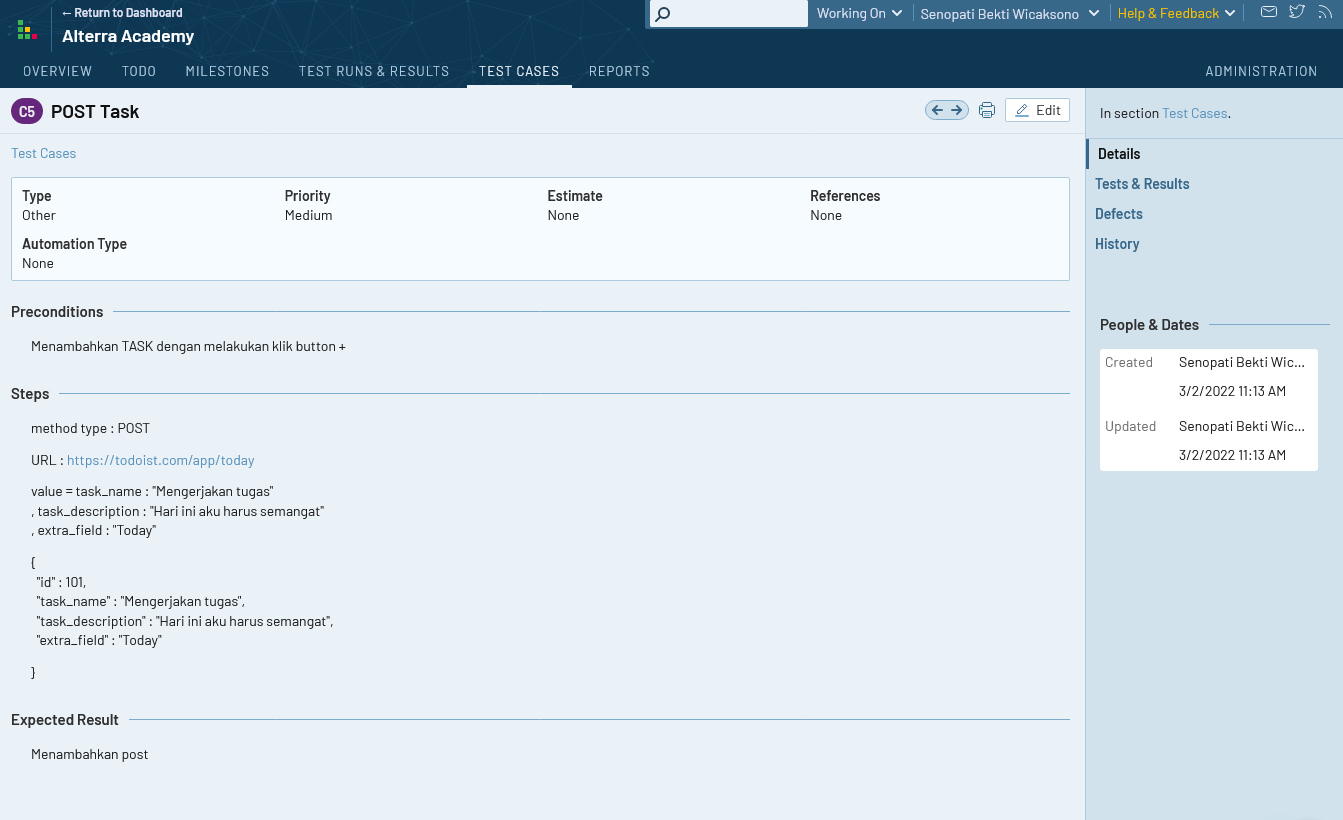 ← Return to Dashboard
Alterra Academy
Working On
Senopati Bekti Wicaksono
Help & Feedback
OVERVIEW
TODO
MILESTONES
TEST RUNS & RESULTS
TEST CASES
REPORTS
ADMINISTRATION
C5
POST Task
Edit
Test Cases
Type
Other
Priority
Medium
Estimate
None
References
None
Automation Type
None
Preconditions
Menambahkan TASK dengan melakukan klik button +
Steps
method type : POST
URL : https://todoist.com/app/today
value = task_name : "Mengerjakan tugas"
, task_description : "Hari ini aku harus semangat"
, extra_field : "Today"
{
"id" : 101,
"task_name" : "Mengerjakan tugas",
"task_description" : "Hari ini aku harus semangat",
"extra_field" : "Today"
}
Expected Result
Menambahkan post
In section Test Cases.
Details
Tests & Results
Defects
History
People & Dates
Created
Senopati Bekti Wic...
3/2/2022 11:13 AM
Updated
Senopati Bekti Wic...
3/2/2022 11:13 AM